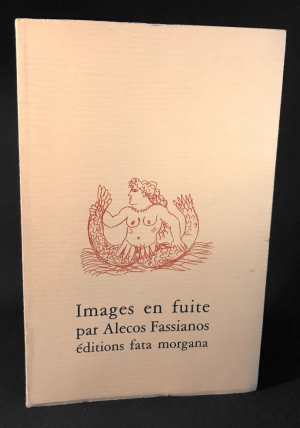 Images en fuite
par Alecos Fassianos
éditions fata morgana